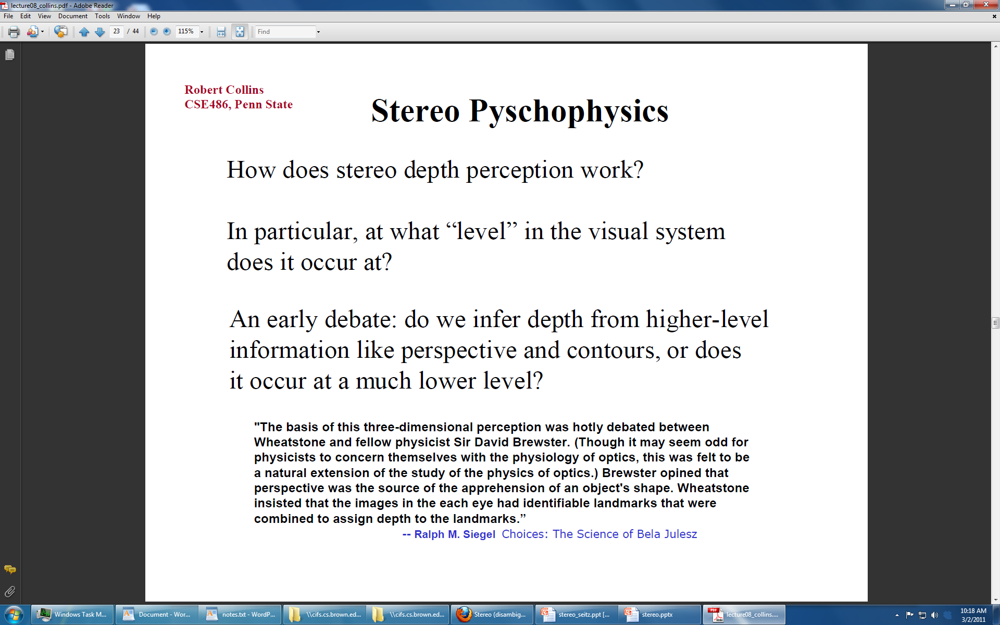 lecture08_collins.pdf - Adobe Reader
File Edit View Document Tools Window Help
23 / 44 115% Find
Robert Collins
CSE486, Penn State
Stereo Pyschophysics
How does stereo depth perception work?
In particular, at what “level” in the visual system
does it occur at?
An early debate: do we infer depth from higher-level
information like perspective and contours, or does
it occur at a much lower level?
"The basis of this three-dimensional perception was hotly debated between
Wheatstone and fellow physicist Sir David Brewster. (Though it may seem odd for
physicists to concern themselves with the physiology of optics, this was felt to be
a natural extension of the study of the physics of optics.) Brewster opined that
perspective was the source of the apprehension of an object's shape. Wheatstone
insisted that the images in the each eye had identifiable landmarks that were
combined to assign depth to the landmarks.”
-- Ralph M. Siegel Choices: The Science of Bela Julesz
Windows Task M... Document - Wor... notes.txt - WordP... \\cifs.cs.brown.ed... \\cifs.cs.brown.ed... Stereo (disambig... stereo_seitz.ppt [... stereo.pptx lecture08_collins....
10:18 AM
3/2/2011